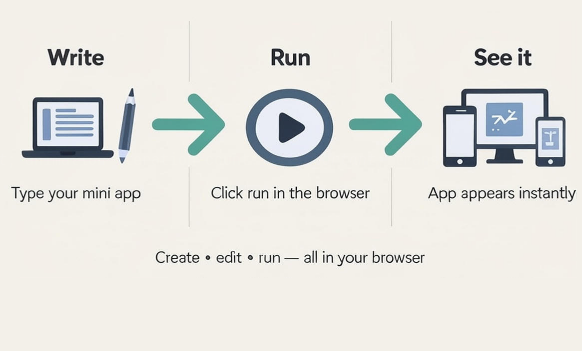 Write
Run
See it
Type your mini app
Click run in the browser
App appears instantly
Create • edit • run — all in your browser